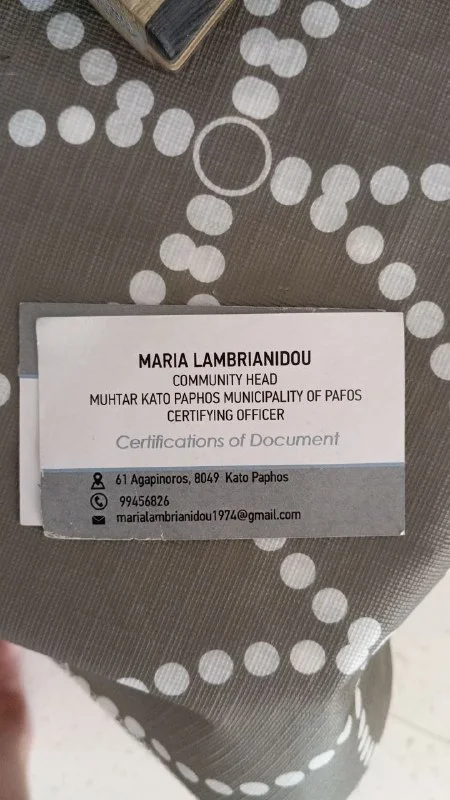 MARIA LAMBRIANIDOU
COMMUNITY HEAD
MUHTAR KATO PAPHOS MUNICIPALITY OF PAFOS
CERTIFYING OFFICER
Certifications of Document
61 Agapinoros, 8049 Kato Paphos
99456826
marialambrianidou1974@gmail.com